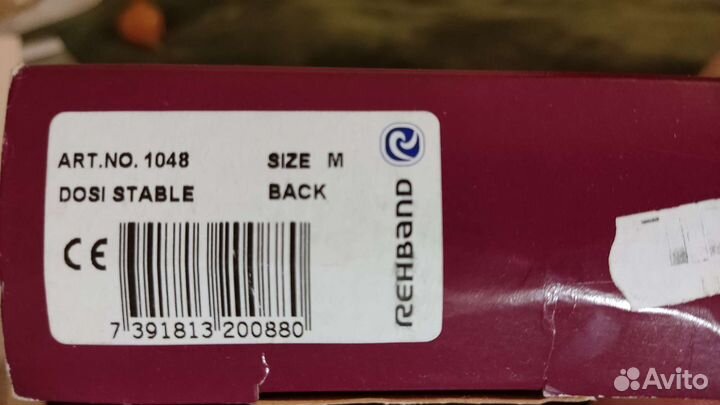 ART.NO. 1048 SIZE M
DOSI STABLE BACK
CE
7 391813 200880
REHBAND
Avito